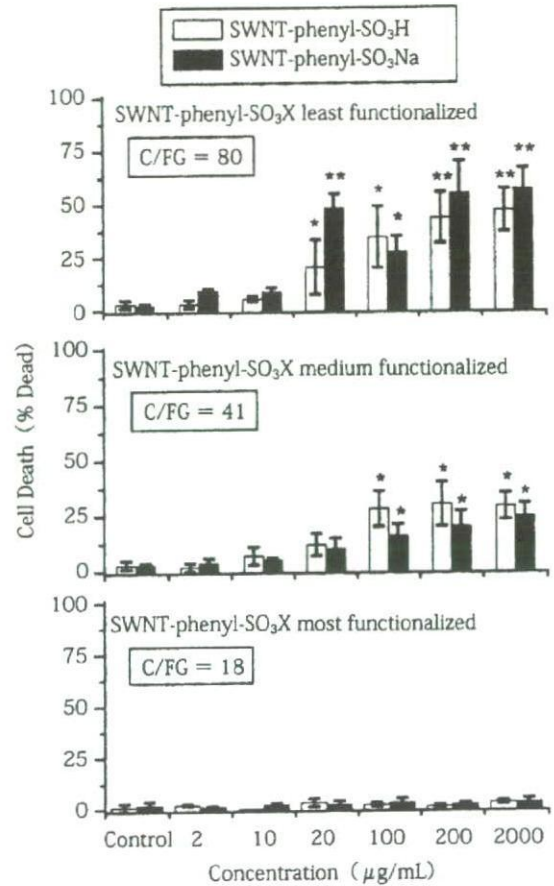 SWNT-phenyl-SO₃H
SWNT-phenyl-SO₃Na
100
SWNT-phenyl-SO₃X least functionalized
C/FG = 80
75
50
25
0
* ** * * ** ** ** **
100
SWNT-phenyl-SO₃X medium functionalized
C/FG = 41
75
50
25
0
* * * * * *
Cell Death (% Dead)
100
SWNT-phenyl-SO₃X most functionalized
C/FG = 18
75
50
25
0
Control 2 10 20 100 200 2000
Concentration (μg/mL)